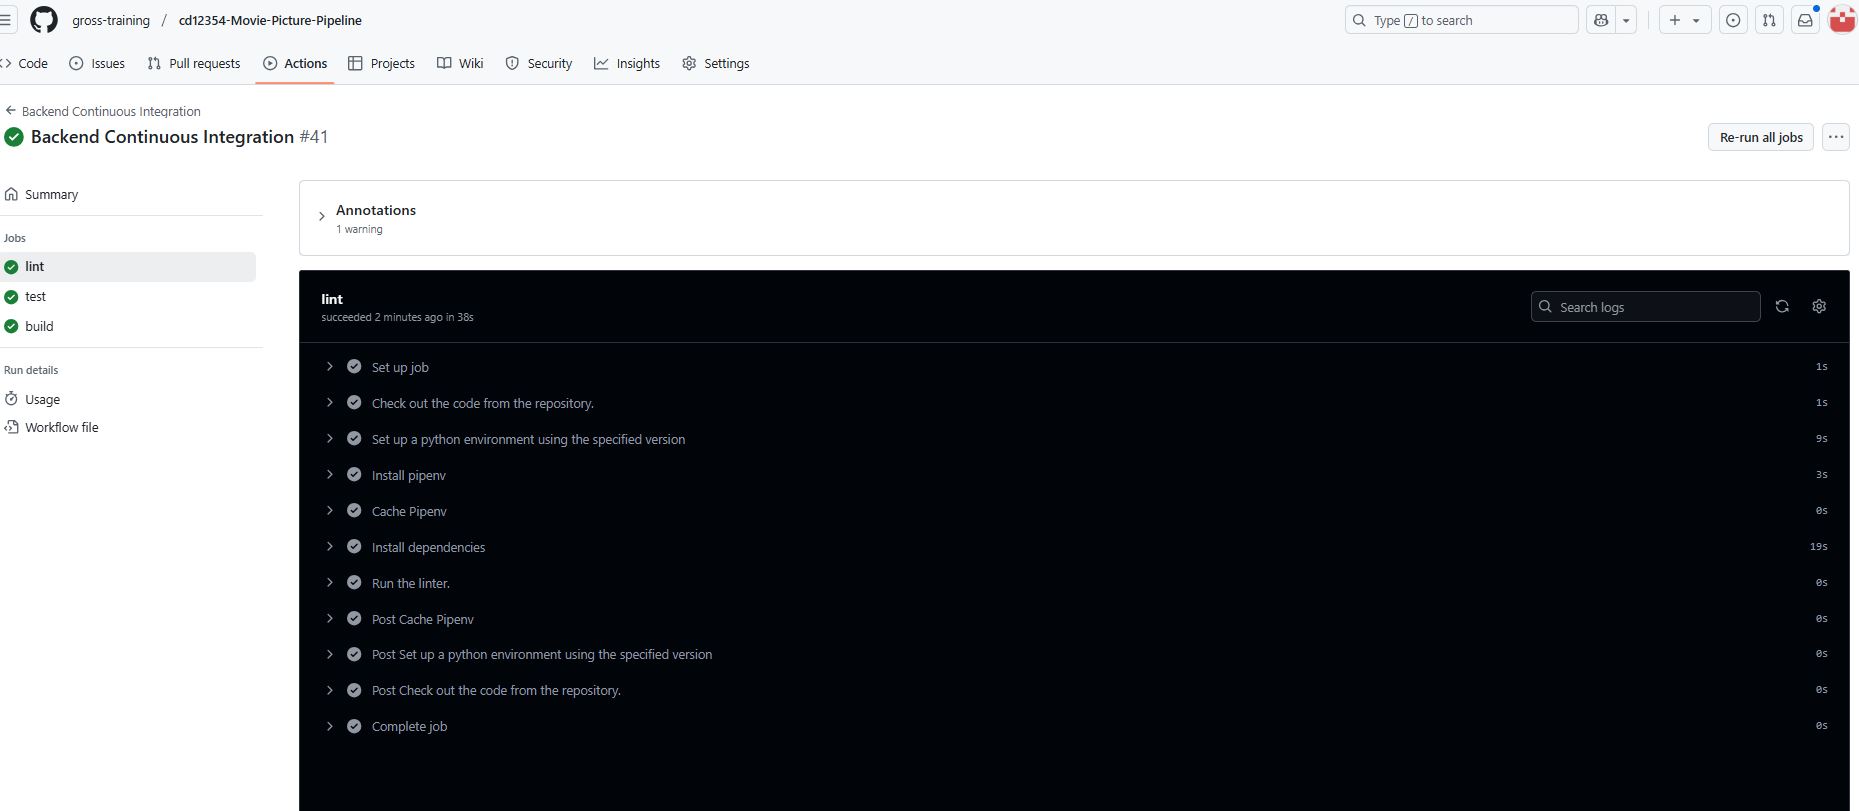 gross-training / cd12354-Movie-Picture-Pipeline
Type / to search
Code Issues Pull requests Actions Projects Wiki Security Insights Settings
Backend Continuous Integration
Backend Continuous Integration #41
Re-run all jobs
Summary
Jobs
lint
test
build
Run details
Usage
Workflow file
Annotations
1 warning
lint
succeeded 2 minutes ago in 38s
Search logs
Set up job 1s
Check out the code from the repository. 1s
Set up a python environment using the specified version 9s
Install pipenv 3s
Cache Pipenv 0s
Install dependencies 19s
Run the linter. 0s
Post Cache Pipenv 0s
Post Set up a python environment using the specified version 0s
Post Check out the code from the repository. 0s
Complete job 0s